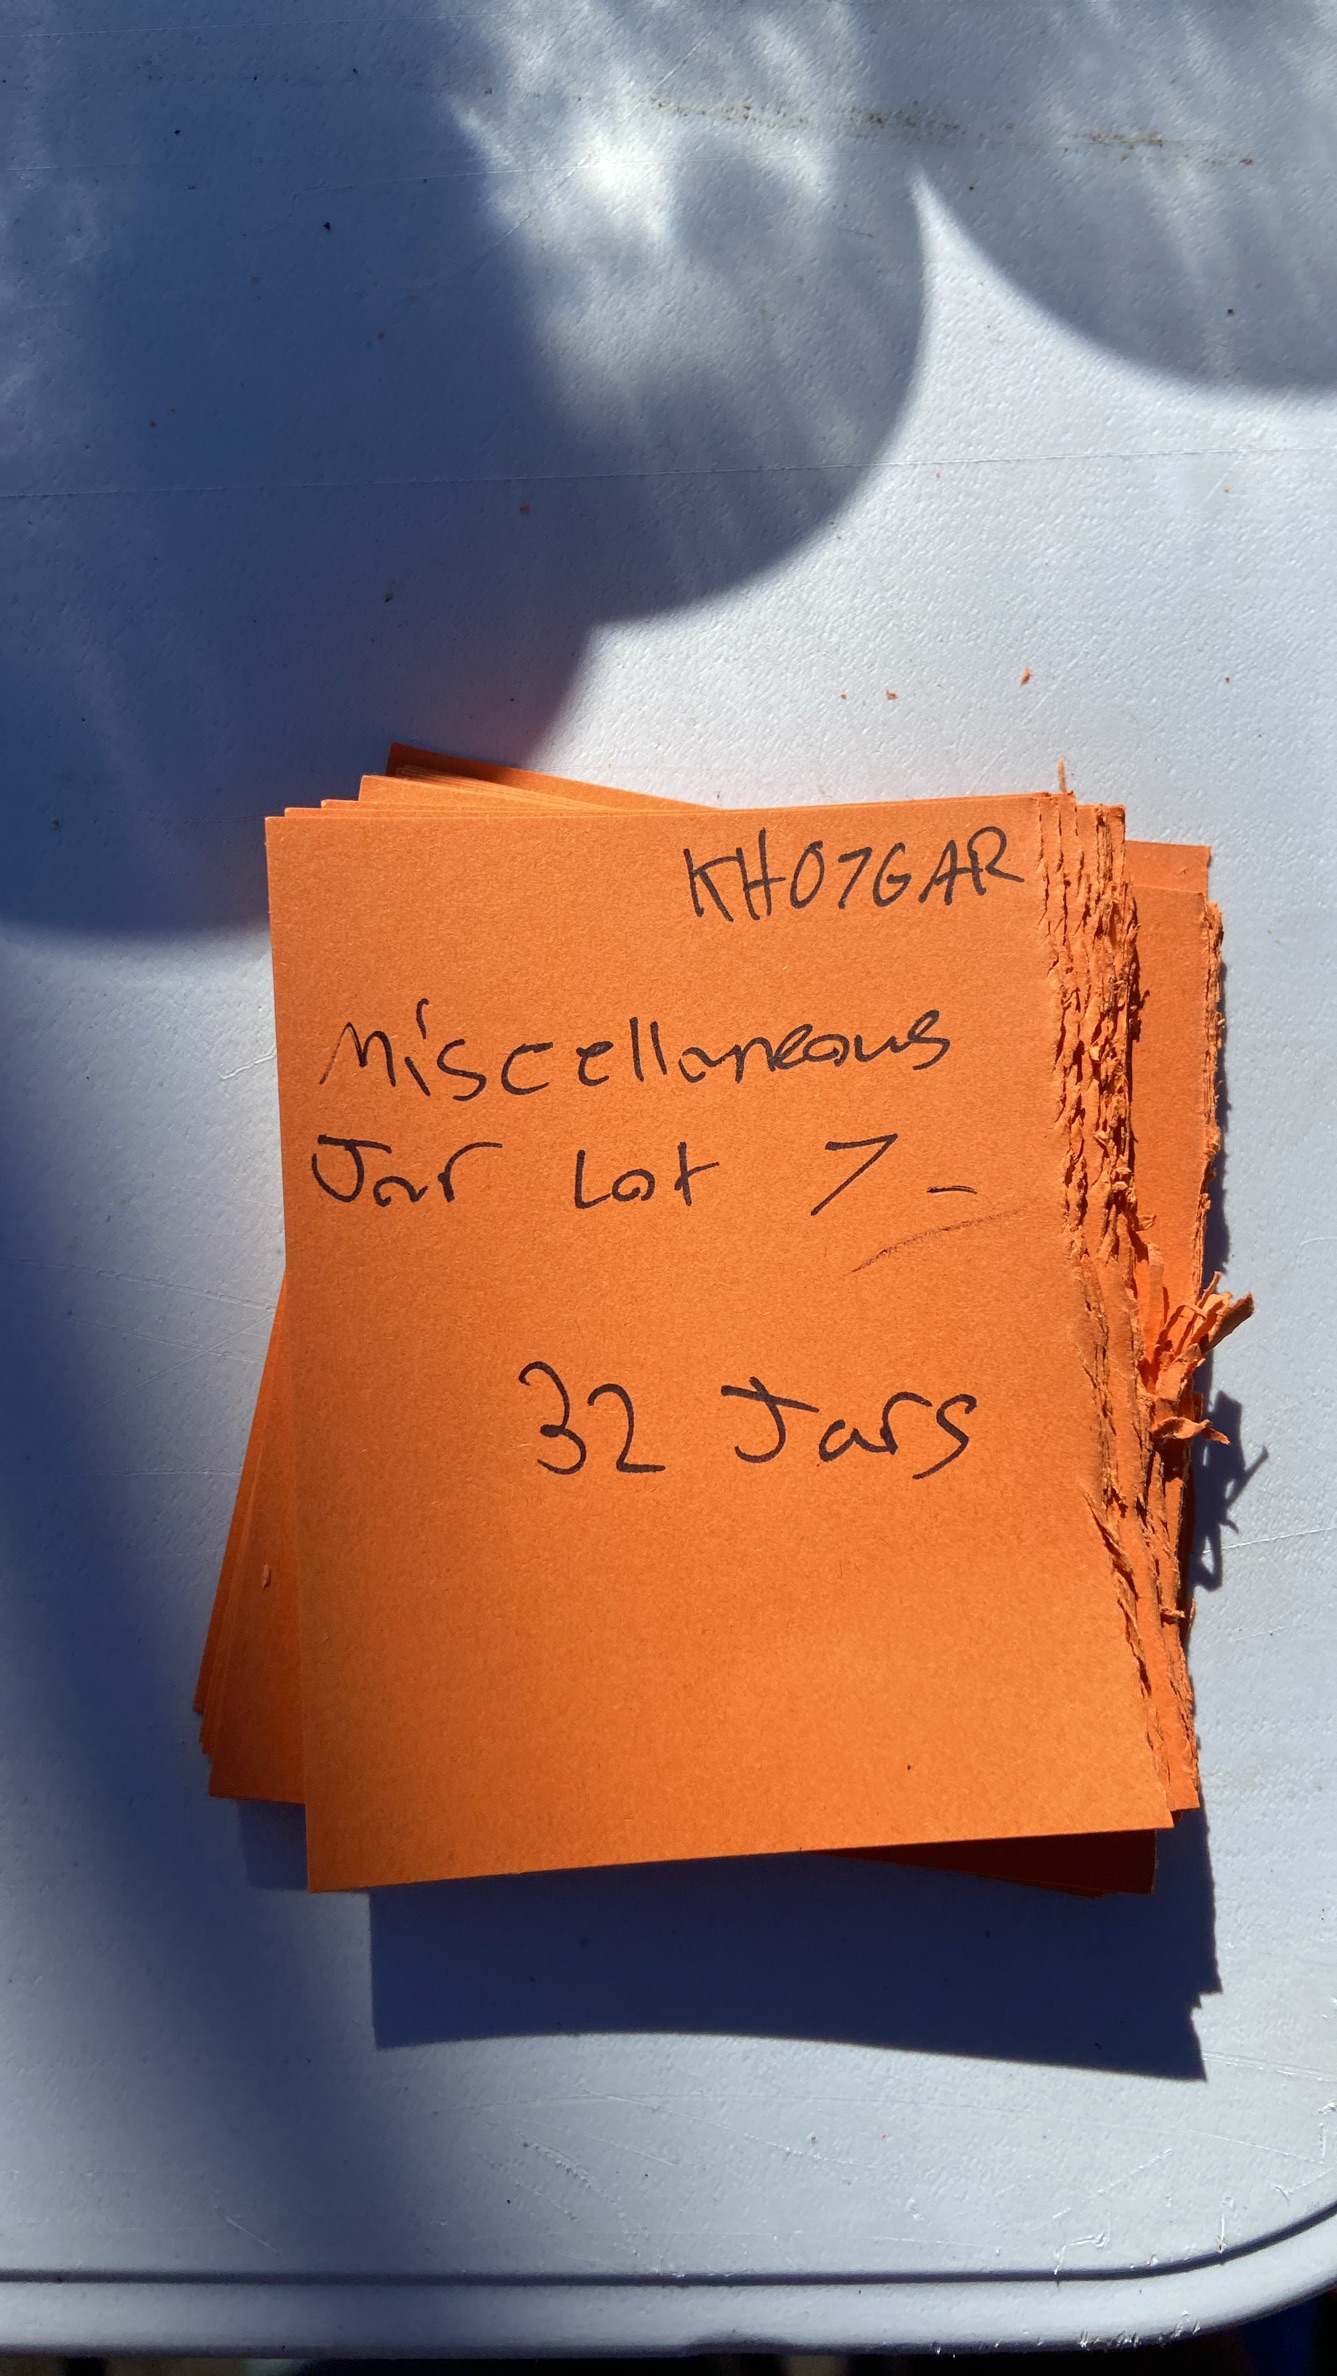 KH07GAR
Miscellaneous
Jar Lot 7-
32 Jars